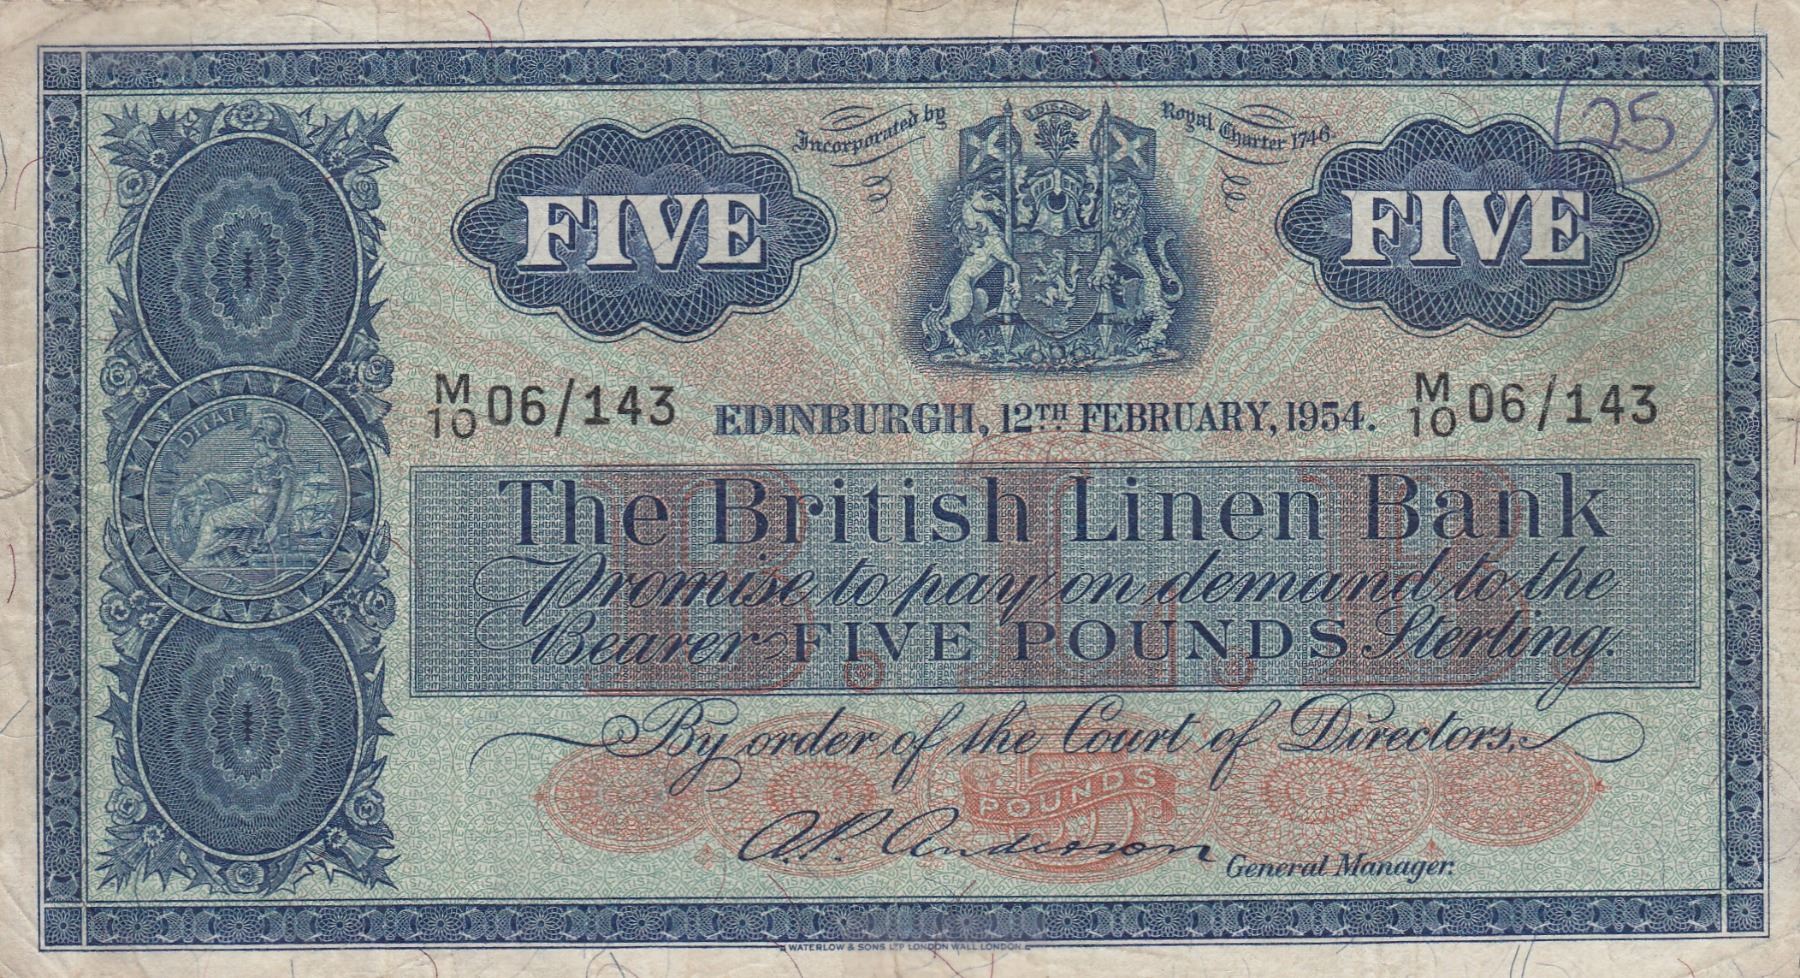 25
Incorporated by Royal Charter 1746.
FIVE FIVE
M/10 06/143 M/10 06/143
EDINBURGH, 12TH FEBRUARY, 1954.
DITAT
B. L. B.
The British Linen Bank
Promise to pay on demand to the
Bearer FIVE POUNDS Sterling.
By order of the Court of Directors,
5
POUNDS
A.P. Anderson
General Manager.
WATERLOW & SONS LTD LONDON WALL LONDON